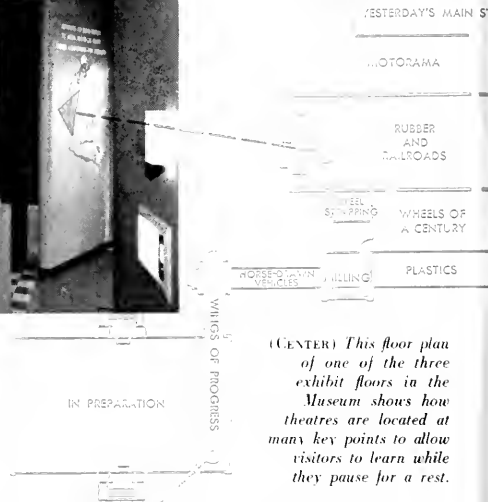 YESTERDAY'S MAIN S
MOTORAMA
RUBBER
AND
RAILROADS
STEEL
STRIPPING
WHEELS OF
A CENTURY
HORSE-DRAWN
VEHICLES
MILLING
PLASTICS
WINGS OF PROGRESS
IN PREPARATION
(CENTER) This floor plan
of one of the three
exhibit floors in the
Museum shows how
theatres are located at
many key points to allow
visitors to learn while
they pause for a rest.